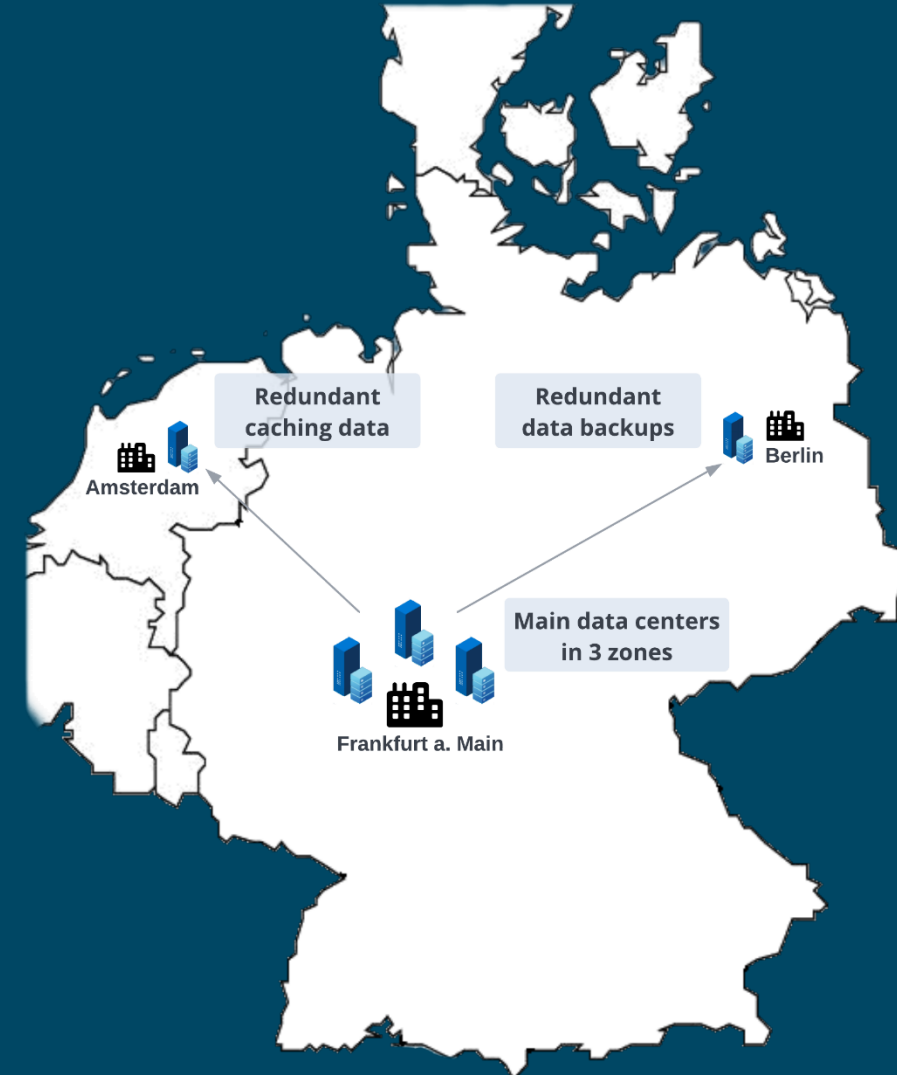 Redundant
caching data
Redundant
data backups
Amsterdam
Berlin
Main data centers
in 3 zones
Frankfurt a. Main